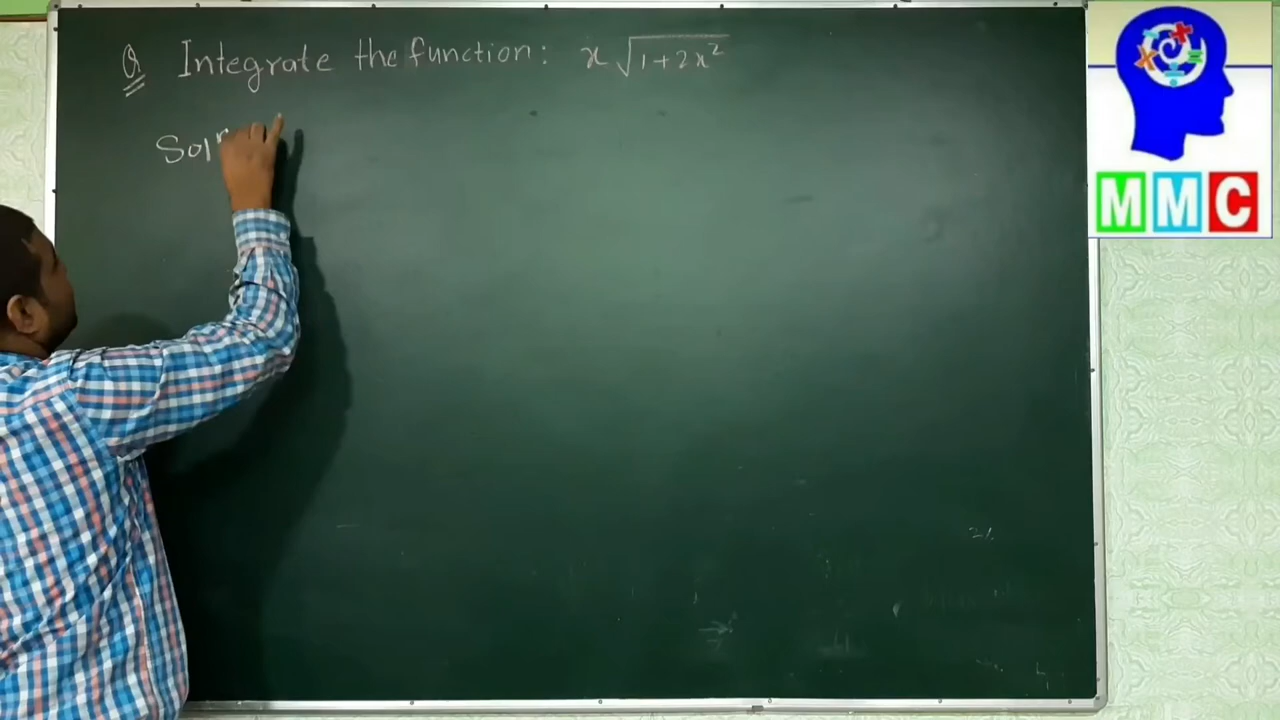 Q Integrate the function: x √(1+2x²)
Sol
MMC